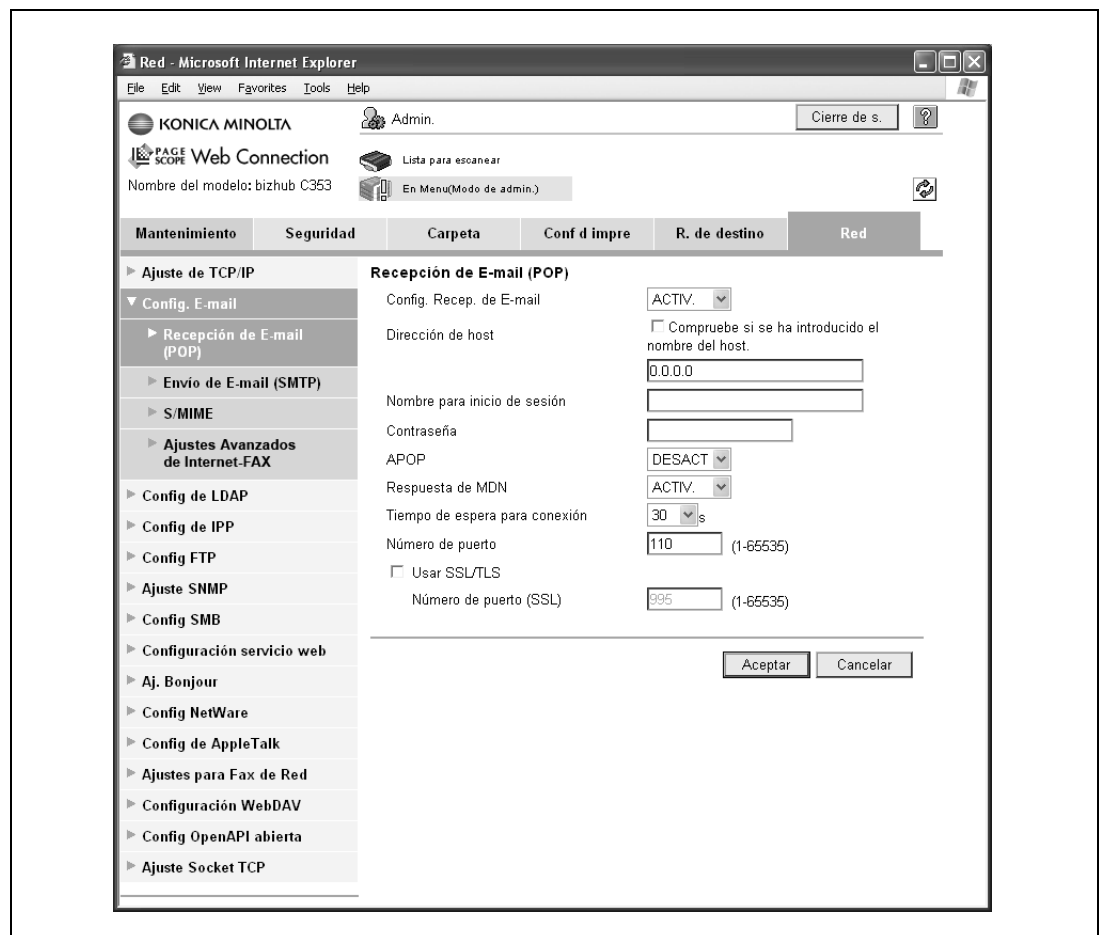 Red - Microsoft Internet Explorer
File Edit View Favorites Tools Help
KONICA MINOLTA
Admin.
Cierre de s.
?
PAGE SCOPE Web Connection
Lista para escanear
Nombre del modelo: bizhub C353
En Menu(Modo de admin.)
Mantenimiento Seguridad Carpeta Conf d impre R. de destino Red
Ajuste de TCP/IP
Config. E-mail
Recepción de E-mail
(POP)
Envío de E-mail (SMTP)
S/MIME
Ajustes Avanzados
de Internet-FAX
Config de LDAP
Config de IPP
Config FTP
Ajuste SNMP
Config SMB
Configuración servicio web
Aj. Bonjour
Config NetWare
Config de AppleTalk
Ajustes para Fax de Red
Configuración WebDAV
Config OpenAPI abierta
Ajuste Socket TCP
Recepción de E-mail (POP)
Config. Recep. de E-mail ACTIV.
Dirección de host Compruebe si se ha introducido el
nombre del host.
0.0.0.0
Nombre para inicio de sesión
Contraseña
APOP DESACT
Respuesta de MDN ACTIV.
Tiempo de espera para conexión 30 s
Número de puerto 110 (1-65535)
Usar SSL/TLS
Número de puerto (SSL) 995 (1-65535)
Aceptar Cancelar